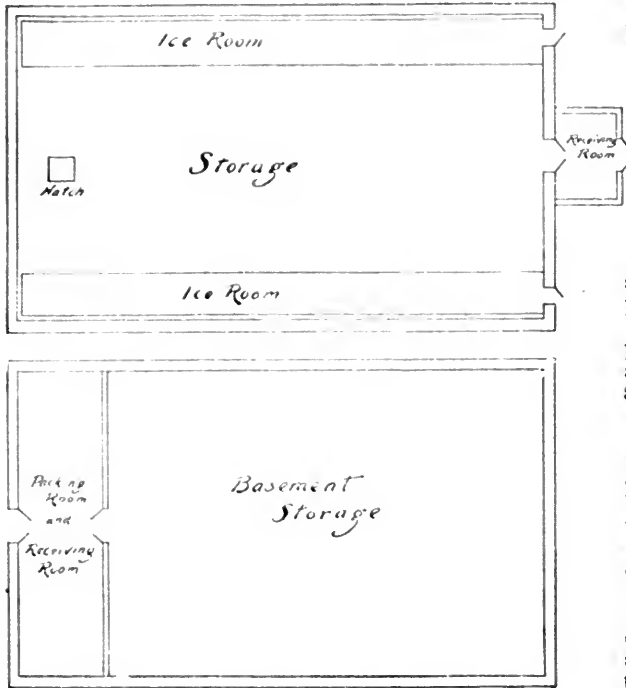 Ice Room
Receiving
Room
Storage
Hatch
Ice Room
Basement
Storage
Packing
Room
and
Receiving
Room